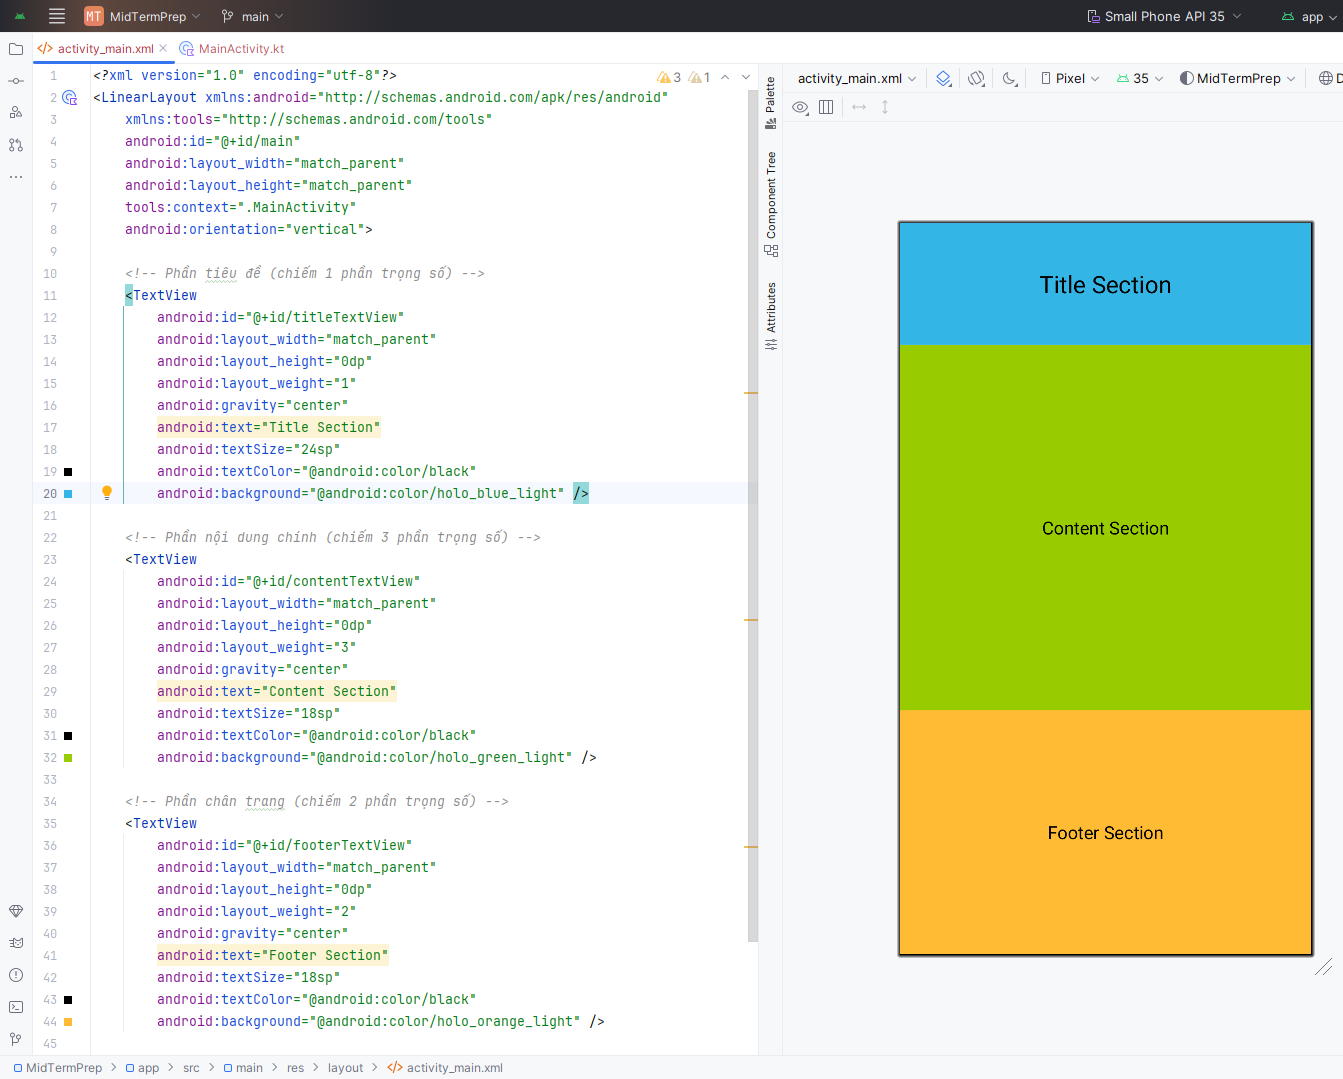 MT MidTermPrep main Small Phone API 35 app
activity_main.xml MainActivity.kt
1 <?xml version="1.0" encoding="utf-8"?>
2 <LinearLayout xmlns:android="http://schemas.android.com/apk/res/android"
3 xmlns:tools="http://schemas.android.com/tools"
4 android:id="@+id/main"
5 android:layout_width="match_parent"
6 android:layout_height="match_parent"
7 tools:context=".MainActivity"
8 android:orientation="vertical">
9
10 <!-- Phần tiêu đề (chiếm 1 phần trọng số) -->
11 <TextView
12 android:id="@+id/titleTextView"
13 android:layout_width="match_parent"
14 android:layout_height="0dp"
15 android:layout_weight="1"
16 android:gravity="center"
17 android:text="Title Section"
18 android:textSize="24sp"
19 android:textColor="@android:color/black"
20 android:background="@android:color/holo_blue_light" />
21
22 <!-- Phần nội dung chính (chiếm 3 phần trọng số) -->
23 <TextView
24 android:id="@+id/contentTextView"
25 android:layout_width="match_parent"
26 android:layout_height="0dp"
27 android:layout_weight="3"
28 android:gravity="center"
29 android:text="Content Section"
30 android:textSize="18sp"
31 android:textColor="@android:color/black"
32 android:background="@android:color/holo_green_light" />
33
34 <!-- Phần chân trang (chiếm 2 phần trọng số) -->
35 <TextView
36 android:id="@+id/footerTextView"
37 android:layout_width="match_parent"
38 android:layout_height="0dp"
39 android:layout_weight="2"
40 android:gravity="center"
41 android:text="Footer Section"
42 android:textSize="18sp"
43 android:textColor="@android:color/black"
44 android:background="@android:color/holo_orange_light" />
45
3 1
Palette
Component Tree
Attributes
activity_main.xml Pixel 35 MidTermPrep D
Title Section
Content Section
Footer Section
MidTermPrep > app > src > main > res > layout > activity_main.xml